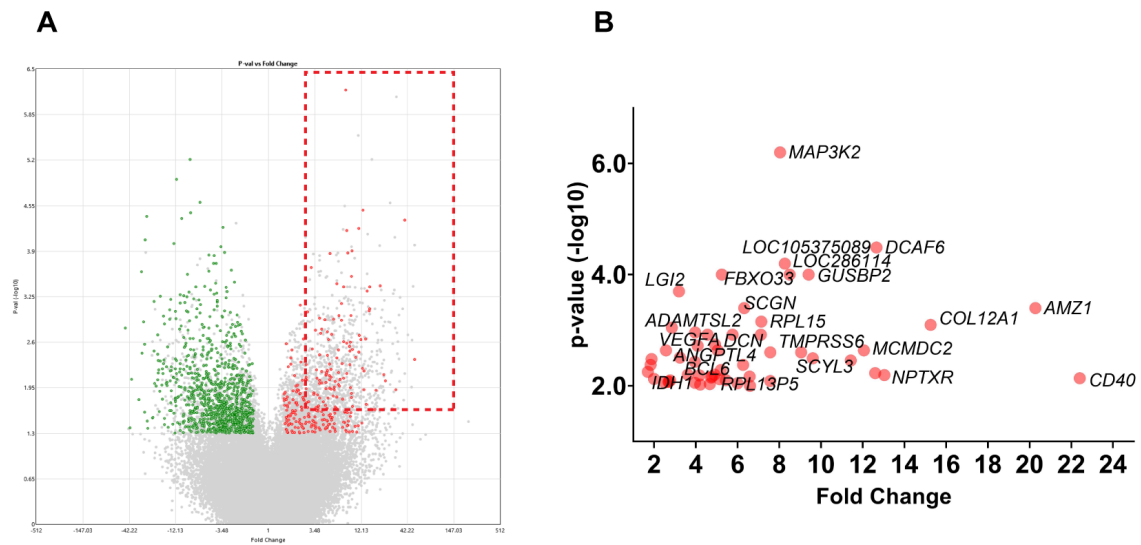 A
B
P-val vs Fold Change
6.5
5.85
5.2
4.55
3.9
3.25
2.6
1.95
1.3
0.65
0
P-val (-log10)
-512
-147.03
-42.22
-12.13
-3.48
1
3.48
12.13
42.22
147.03
512
Fold Change
p-value (-log10)
6.0
4.0
2.0
MAP3K2
LOC105375089
DCAF6
LOC286114
LGI2
FBXO33
GUSBP2
SCGN
AMZ1
ADAMTSL2
RPL15
COL12A1
VEGFA
DCN
TMPRSS6
MCMDC2
ANGPTL4
SCYL3
BCL6
NPTXR
IDH1
RPL13P5
CD40
2
4
6
8
10
12
14
16
18
20
22
24
Fold Change